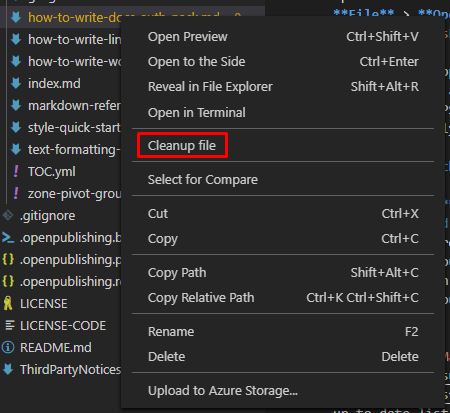 how-to-write-docs-auth-pack.md
how-to-write-lin
how-to-write-wo
index.md
markdown-refer
style-quick-start
text-formatting-
TOC.yml
zone-pivot-grou
.gitignore
.openpublishing.b
.openpublishing.p
.openpublishing.re
LICENSE
LICENSE-CODE
README.md
ThirdPartyNotices
Open Preview Ctrl+Shift+V
Open to the Side Ctrl+Enter
Reveal in File Explorer Shift+Alt+R
Open in Terminal
Cleanup file
Select for Compare
Cut Ctrl+X
Copy Ctrl+C
Copy Path Shift+Alt+C
Copy Relative Path Ctrl+K Ctrl+Shift+C
Rename F2
Delete Delete
Upload to Azure Storage...
**File** > **Op